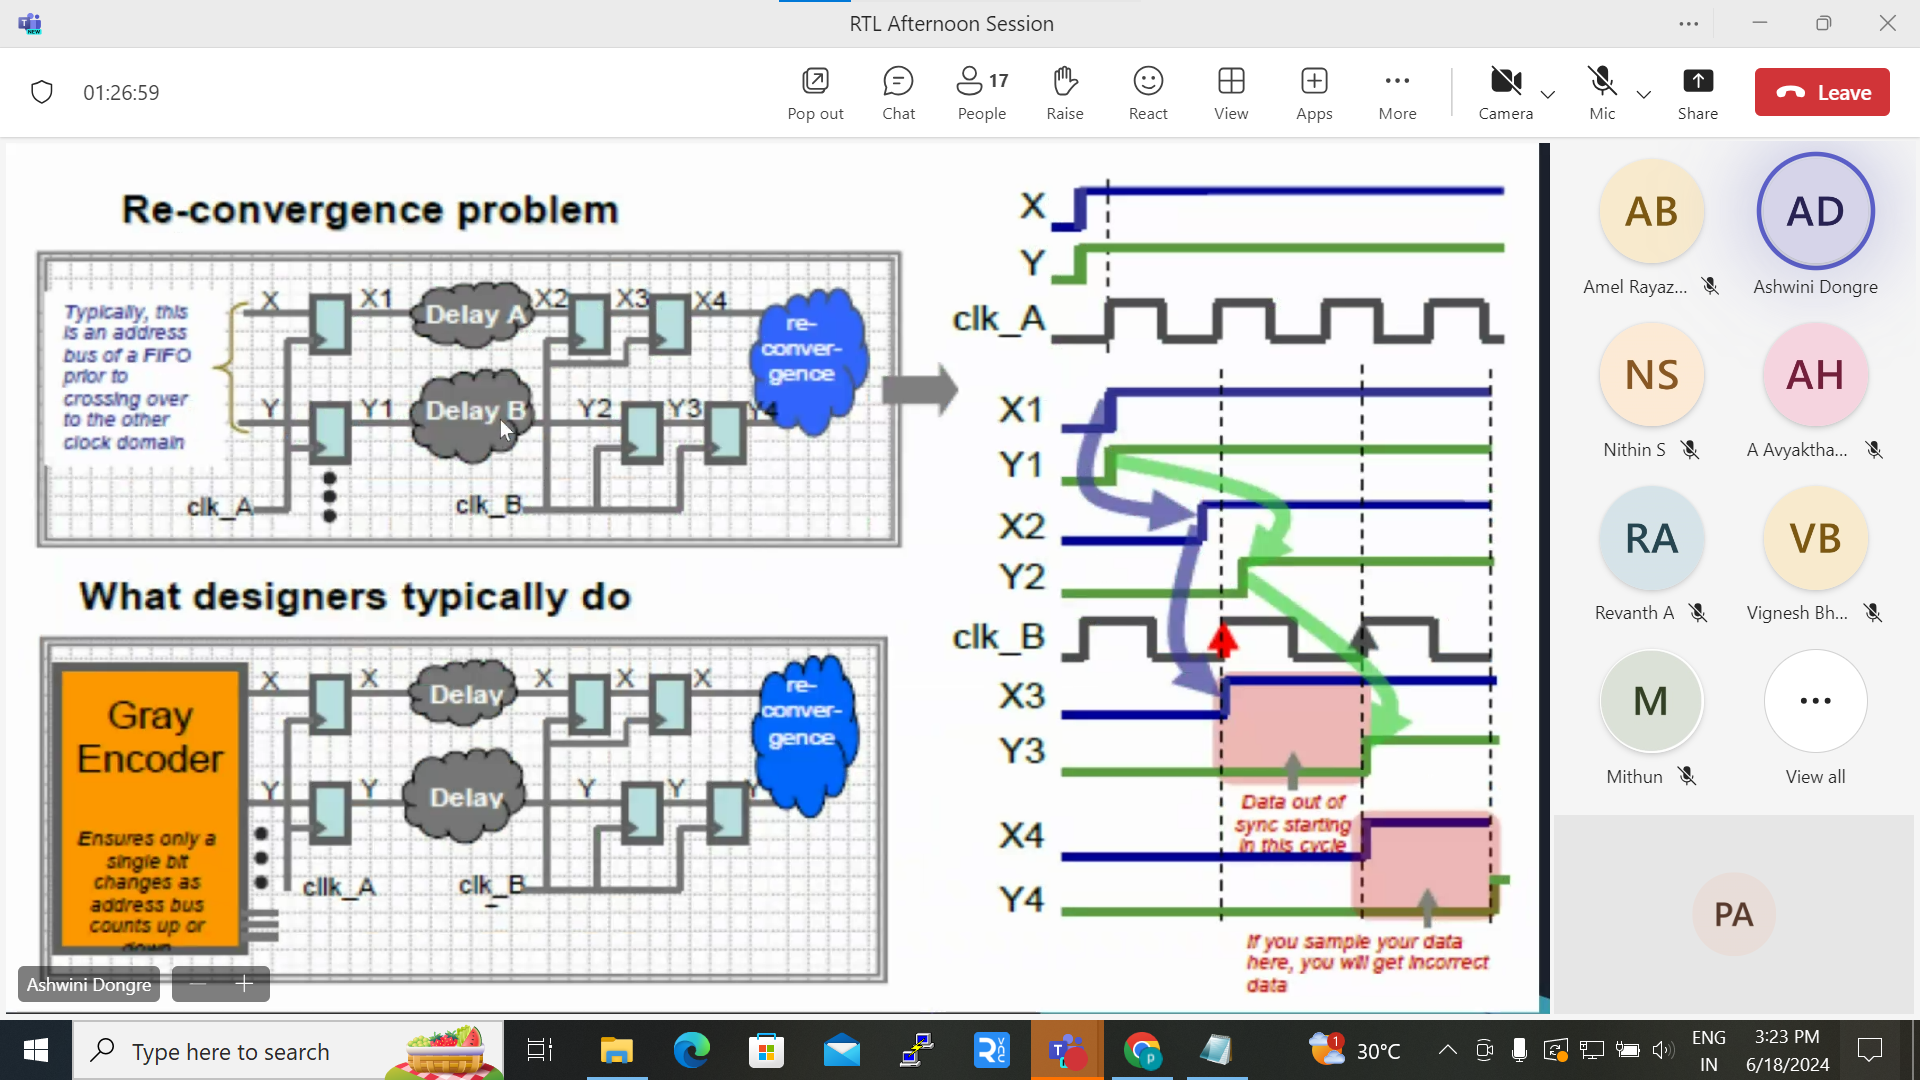 RTL Afternoon Session
01:26:59
Pop out
Chat
17
People
Raise
React
View
Apps
More
Camera
Mic
Share
Leave
Re-convergence problem
Typically, this
is an address
bus of a FIFO
prior to
crossing over
to the other
clock domain
X
X1
Delay A
X2
X3
X4
re-
conver-
gence
Y
Y1
Delay B
Y2
Y3
Y4
clk_A
clk_B
What designers typically do
Gray
Encoder
Ensures only a
single bit
changes as
address bus
counts up or
down
X
X
Delay
X
X
X
re-
conver-
gence
Y
Y
Delay
Y
Y
Y
cllk_A
clk_B
X
Y
clk_A
X1
Y1
X2
Y2
clk_B
X3
Y3
Data out of
sync starting
in this cycle
X4
Y4
If you sample your data
here, you will get incorrect
data
Ashwini Dongre
AB
Amel Rayaz...
AD
Ashwini Dongre
NS
Nithin S
AH
A Avyaktha...
RA
Revanth A
VB
Vignesh Bh...
M
Mithun
View all
PA
Type here to search
NEW
1
30°C
ENG
IN
3:23 PM
6/18/2024